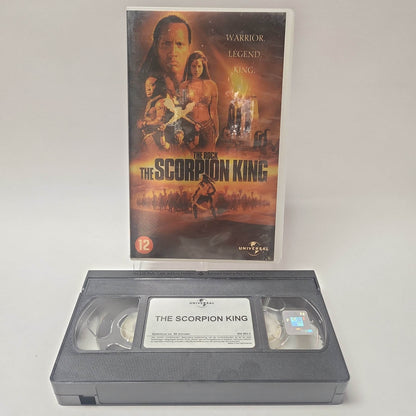 WARRIOR.
LEGEND.
KING.
THE ROCK
THE SCORPION KING
12
UNIVERSAL
UNIVERSAL
THE SCORPION KING